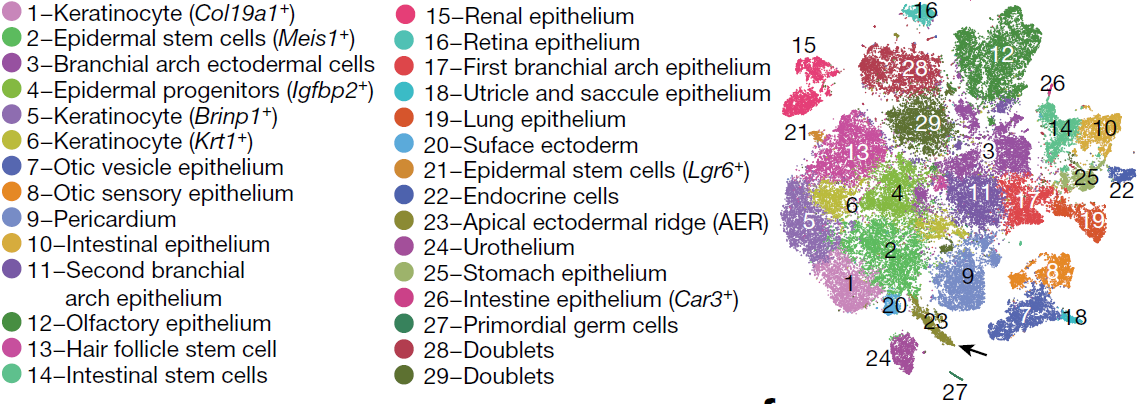 1–Keratinocyte (Col19a1+)
2–Epidermal stem cells (Meis1+)
3–Branchial arch ectodermal cells
4–Epidermal progenitors (Igfbp2+)
5–Keratinocyte (Brinp1+)
6–Keratinocyte (Krt1+)
7–Otic vesicle epithelium
8–Otic sensory epithelium
9–Pericardium
10–Intestinal epithelium
11–Second branchial
arch epithelium
12–Olfactory epithelium
13–Hair follicle stem cell
14–Intestinal stem cells
15–Renal epithelium
16–Retina epithelium
17–First branchial arch epithelium
18–Utricle and saccule epithelium
19–Lung epithelium
20–Suface ectoderm
21–Epidermal stem cells (Lgr6+)
22–Endocrine cells
23–Apical ectodermal ridge (AER)
24–Urothelium
25–Stomach epithelium
26–Intestine epithelium (Car3+)
27–Primordial germ cells
28–Doublets
29–Doublets
16
15
12
28
26
29
14
10
21
13
3
25
22
4
11
6
17
5
19
2
9
8
1
20
7
18
23
24
27